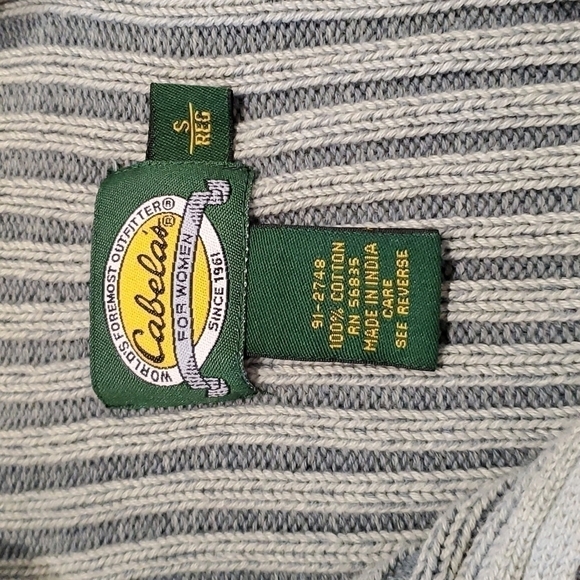 S
REG
WORLD'S FOREMOST OUTFITTER®
Cabela's®
FOR WOMEN
SINCE 1961
91-2748
100% COTTON
RN 56835
MADE IN INDIA
CARE
SEE REVERSE